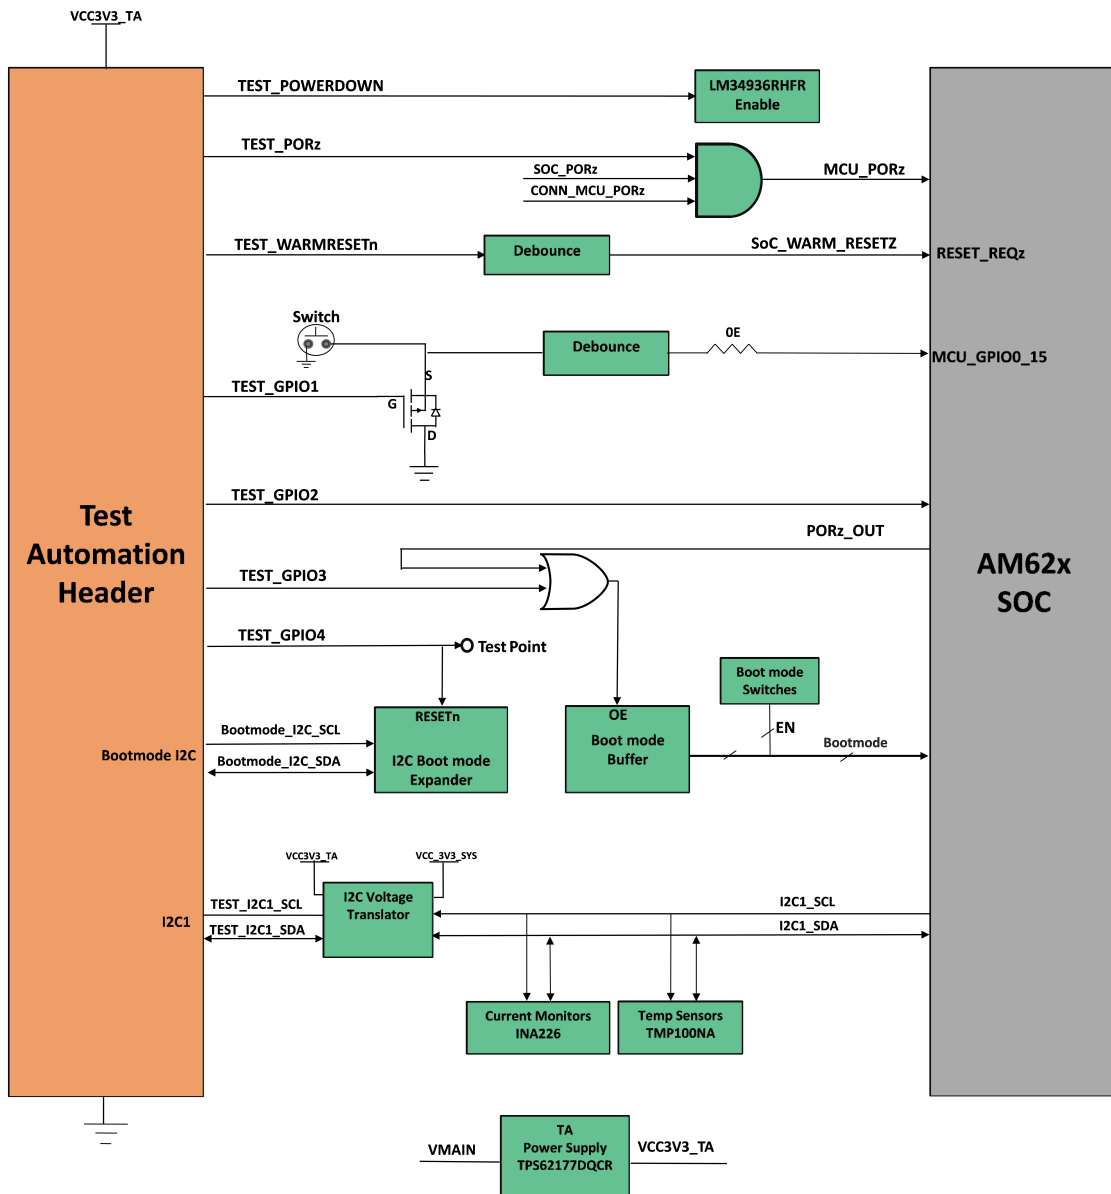 VCC3V3_TA
TEST_POWERDOWN
LM34936RHFR
Enable
TEST_PORz
SOC_PORz
CONN_MCU_PORz
MCU_PORz
TEST_WARMRESETn
Debounce
SoC_WARM_RESETZ
RESET_REQz
Switch
Debounce
0E
MCU_GPIO0_15
S
TEST_GPIO1
G
D
TEST_GPIO2
Test
Automation
Header
PORz_OUT
AM62x
SOC
TEST_GPIO3
TEST_GPIO4
Test Point
Boot mode
Switches
RESETn
I2C Boot mode
Expander
OE
Boot mode
Buffer
EN
Bootmode
Bootmode_I2C_SCL
Bootmode I2C
Bootmode_I2C_SDA
VCC3V3_TA
VCC_3V3_SYS
I2C Voltage
Translator
TEST_I2C1_SCL
I2C1
TEST_I2C1_SDA
I2C1_SCL
I2C1_SDA
Current Monitors
INA226
Temp Sensors
TMP100NA
VMAIN
TA
Power Supply
TPS62177DQCR
VCC3V3_TA